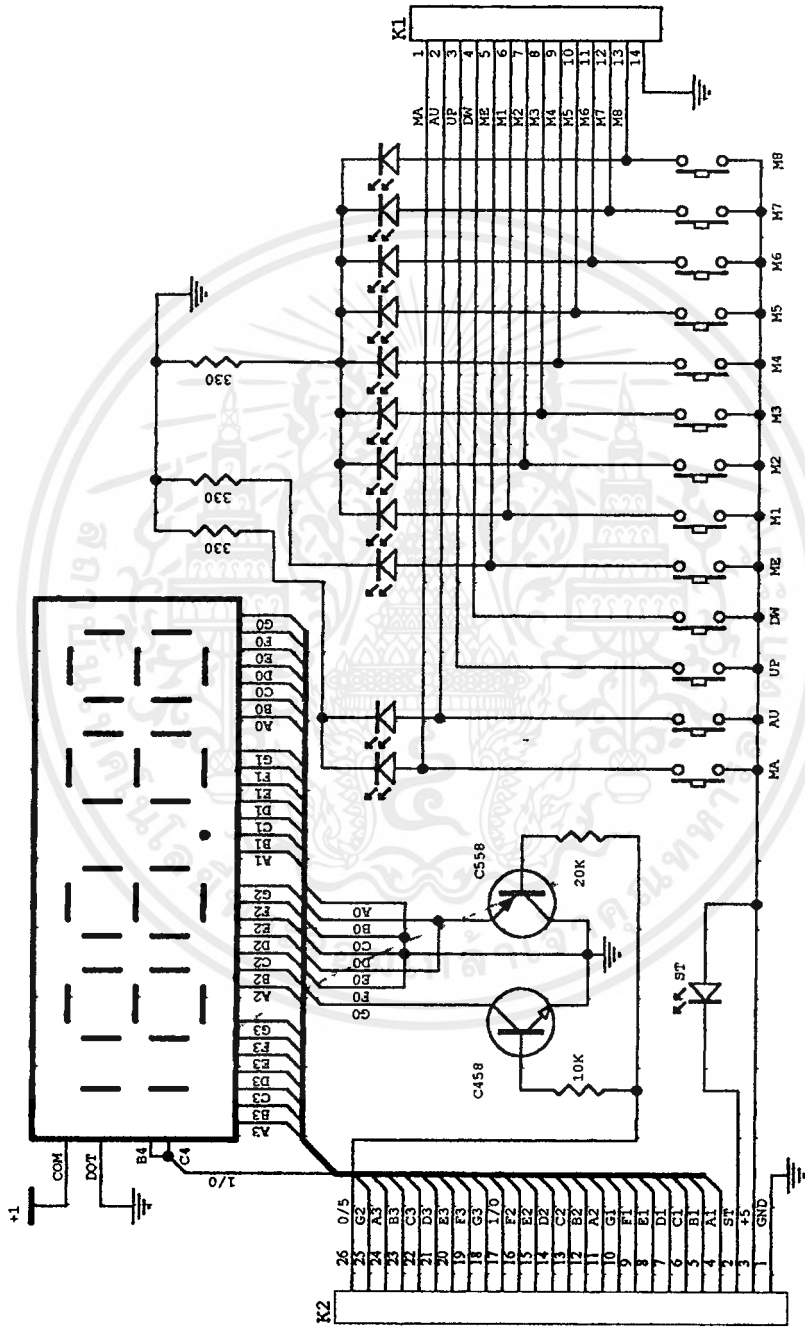 K1
1
2
3
4
5
6
7
8
9
10
11
12
13
14
MA
AU
UP
DW
ME
M1
M2
M3
M4
M5
M6
M7
M8
330
330
330
MA
AU
UP
DW
ME
M1
M2
M3
M4
M5
M6
M7
M8
+1
COM
DOT
B4
C4
1/0
A3
B3
C3
D3
E3
F3
G3
A2
B2
C2
D2
E2
F2
G2
A1
B1
C1
D1
E1
F1
G1
A0
B0
C0
D0
E0
F0
G0
A0
B0
C0
D0
E0
F0
G0
C458
C558
10K
20K
ST
K2
26 0/5
25 G2
24 A3
23 B3
22 C3
21 D3
20 E3
19 F3
18 G3
17 1/0
16 F2
15 E2
14 D2
13 C2
12 B2
11 A2
10 G1
9 F1
8 E1
7 D1
6 C1
5 B1
4 A1
2 ST
3 +5
1 GND